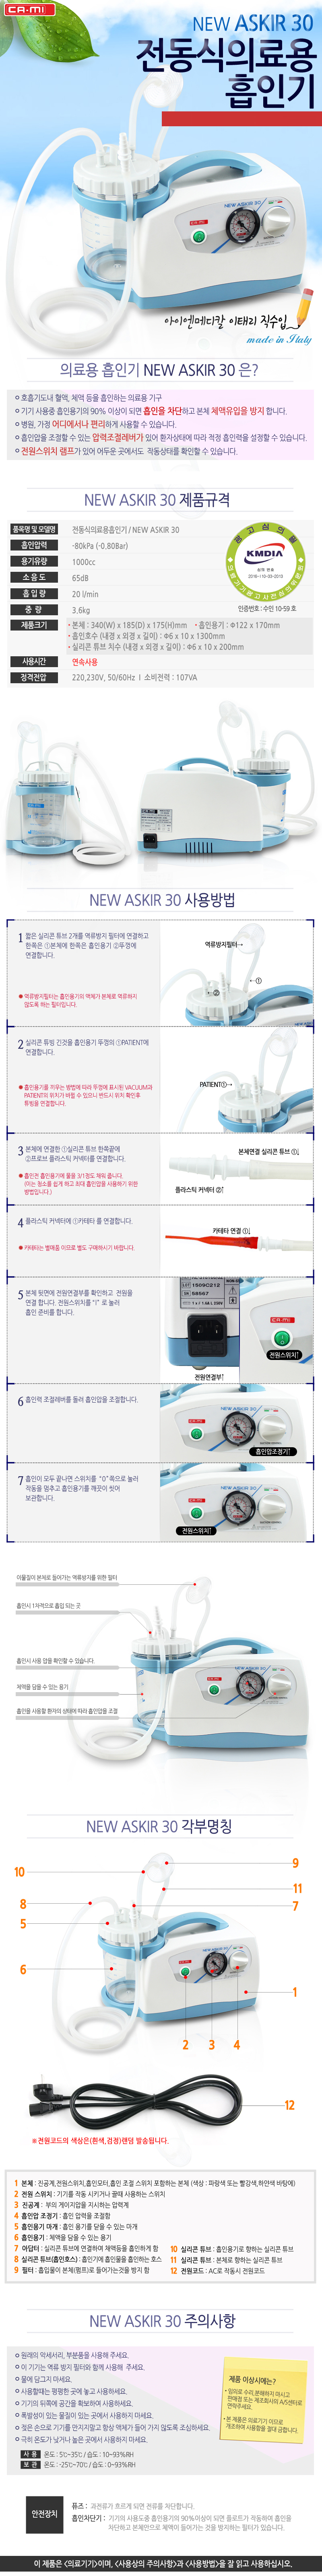 CA-MI
NEW ASKIR 30
전동식의료용
흡인기
아이엔메디칼 이태리 직수입
made in Italy
의료용 흡인기 NEW ASKIR 30 은?
호흡기도내 혈액, 체액 등을 흡인하는 의료용 기구
기기 사용중 흡인용기의 90% 이상이 되면 흡인을 차단하고 본체 체액유입을 방지 합니다.
병원, 가정 어디에서나 편리하게 사용할 수 있습니다.
흡인압을 조절할 수 있는 압력조절레버가 있어 환자상태에 따라 적정 흡인력을 설정할 수 있습니다.
전원스위치 램프가 있어 어두운 곳에서도 작동상태를 확인할 수 있습니다.
NEW ASKIR 30 제품규격
품목명 및 모델명 전동식의료용흡인기 / NEW ASKIR 30
흡인압력 -80kPa (-0,80Bar)
용기유량 1000cc
소 음 도 65dB
흡 입 량 20 l/min
중 량 3,6kg
제품크기 • 본체 : 340(W) x 185(D) x 175(H)mm • 흡인용기 : Φ122 x 170mm
• 흡인호수 (내경 x 외경 x 길이) : Φ6 x 10 x 1300mm
• 실리콘 튜브 치수 (내경 x 외경 x 길이) : Φ6 x 10 x 200mm
사용시간 연속사용
정격전압 220,230V, 50/60Hz I 소비전력 : 107VA
광고심의필
KMDIA
심의 번호
2016-I10-03-2010
의료기기광고사전심의위원회
인증번호 : 수인 10-59 호
NEW ASKIR 30 사용방법
1 짧은 실리콘 튜브 2개를 역류방지 필터에 연결하고
한쪽은 ①본체에 한쪽은 흡인용기 ②뚜껑에
연결합니다.
※ 역류방지필터는 흡인용기의 액체가 본체로 역류하지
않도록 하는 필터입니다.
역류방지필터→
←①
←②
2 실리콘 튜빙 긴것을 흡인용기 뚜껑의 ①PATIENT에
연결합니다.
※ 흡인용기를 끼우는 방법에 따라 뚜껑에 표시된 VACUUM과
PATIENT의 위치가 바뀔 수 있으니 반드시 위치 확인후
튜빙을 연결합니다.
PATIENT①→
3 본체에 연결한 ①실리콘 튜브 한쪽끝에
②프로브 플라스틱 커넥터를 연결합니다.
※ 흡인전 흡인용기에 물을 3/1정도 채워 줍니다.
(이는 청소를 쉽게 하고 최대 흡인압을 사용하기 위한
방법입니다.)
본체연결 실리콘 튜브 ①↓
플라스틱 커넥터 ②↑
4 플라스틱 커넥터에 ①카테타 를 연결합니다.
※ 카테타는 별매품 이므로 별도 구매하시기 바랍니다.
카테타 연결 ①↓
5 본체 뒷면에 전원연결부를 확인하고 전원을
연결 합니다. 전원스위치를 "I" 로 눌러
흡인 준비를 합니다.
전원연결부↑
전원스위치↑
6 흡인력 조절레버를 돌려 흡인압을 조절합니다.
흡인압조절기↑
7 흡인이 모두 끝나면 스위치를 "0"쪽으로 눌러
작동을 멈추고 흡인용기를 깨끗이 씻어
보관합니다.
전원스위치↑
이물질이 본체로 들어가는 역류방지를 위한 필터
흡인시 1차적으로 흡입 되는 곳
흡인시 사용 압을 확인할 수 있습니다.
체액을 담을 수 있는 용기
흡인을 사용할 환자의 상태에 따라 흡인압을 조절
NEW ASKIR 30 각부명칭
9
10
11
8
7
5
6
1
2 3 4
12
※전원코드의 색상은(흰색,검정)랜덤 발송됩니다.
1 본체 : 진공계,전원스위치,흡인모터,흡인 조절 스위치 포함하는 본체 (색상 : 파랑색 또는 빨강색,하얀색 바탕에)
2 전원 스위치 : 기기를 작동 시키거나 끌때 사용하는 스위치
3 진공계 : 부의 게이지압을 지시하는 압력계
4 흡인압 조정기 : 흡인 압력을 조절함
5 흡인용기 마개 : 흡인 용기를 닫을 수 있는 마개
6 흡인용기 : 체액을 담을 수 있는 용기
7 아답터 : 실리콘 튜브에 연결하여 채액등을 흡인하게 함
8 실리콘 튜브(흡인호스) : 흡인기에 흡인물을 흡인하는 호스
9 필터 : 흡입물이 본체(펌프)로 들어가는것을 방지 함
10 실리콘 튜브 : 흡인용기로 향하는 실리콘 튜브
11 실리콘 튜브 : 본체로 향하는 실리콘 튜브
12 전원코드 : AC로 작동시 전원코드
NEW ASKIR 30 주의사항
원래의 악세서리, 부분품을 사용해 주세요.
이 기기는 역류 방지 필터와 함께 사용해 주세요.
물에 담그지 마세요.
사용할때는 평평한 곳에 놓고 사용하세요.
기기의 뒤쪽에 공간을 확보하여 사용하세요.
폭발성이 있는 물질이 있는 곳에서 사용하지 마세요.
젖은 손으로 기기를 만지지말고 항상 액체가 들어 가지 않도록 조심하세요.
극히 온도가 낮거나 높은 곳에서 사용하지 마세요.
사 용 온도 : 5℃~35℃ / 습도 : 10~93%RH
보 관 온도 : -25℃~70℃ / 습도 : 0~93%RH
제품 이상시에는?
• 임의로 수리,분해하지 마시고
판매점 또는 제조회사의 A/S센터로
연락주세요.
• 본 제품은 의료기기 이므로
개조하여 사용함을 절대 금합니다.
안전장치
퓨즈 : 과전류가 흐르게 되면 전류를 차단합니다.
흡인차단기 : 기기의 사용도중 흡인용기의 90%이상이 되면 플로트가 작동하여 흡인을
차단하고 본체안으로 체액이 들어가는 것을 방지하는 필터가 있습니다.
이 제품은 <의료기기>이며, <사용상의 주의사항>과 <사용방법>을 잘 읽고 사용하십시오.